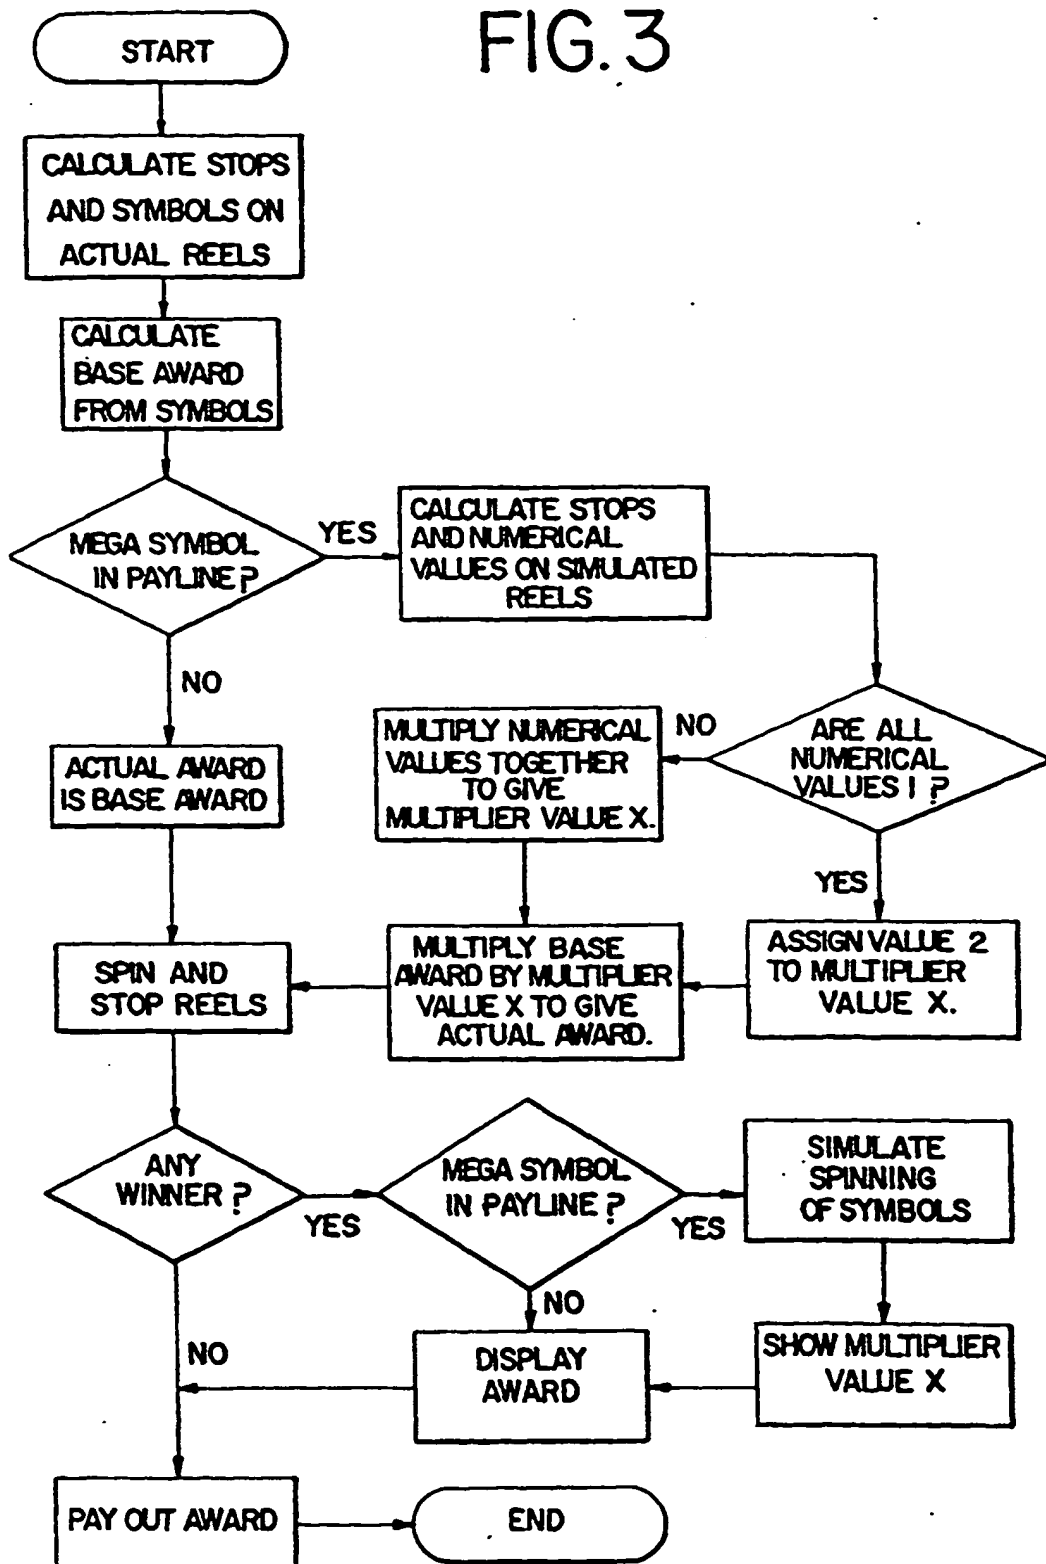 FIG. 3
START
CALCULATE STOPS
AND SYMBOLS ON
ACTUAL REELS
CALCULATE
BASE AWARD
FROM SYMBOLS
MEGA SYMBOL
IN PAYLINE?
YES
CALCULATE STOPS
AND NUMERICAL
VALUES ON SIMULATED
REELS
NO
ARE ALL
NUMERICAL
VALUES 1?
NO
MULTIPLY NUMERICAL
VALUES TOGETHER
TO GIVE
MULTIPLIER VALUE X.
ACTUAL AWARD
IS BASE AWARD
YES
ASSIGN VALUE 2
TO MULTIPLIER
VALUE X.
MULTIPLY BASE
AWARD BY MULTIPLIER
VALUE X TO GIVE
ACTUAL AWARD.
SPIN AND
STOP REELS
ANY
WINNER?
YES
MEGA SYMBOL
IN PAYLINE?
YES
SIMULATE
SPINNING
OF SYMBOLS
NO
NO
DISPLAY
AWARD
SHOW MULTIPLIER
VALUE X
PAY OUT AWARD
END